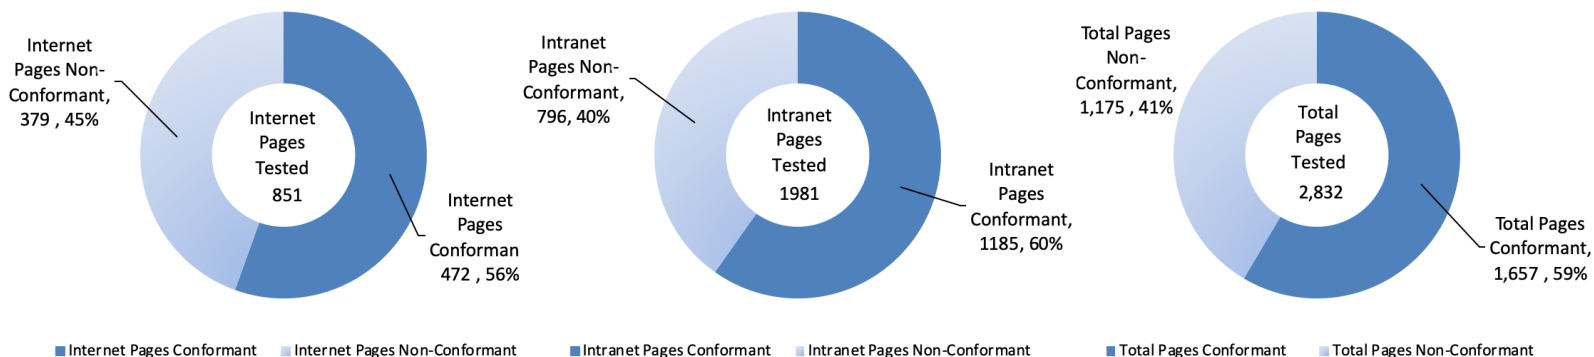 Internet
Pages Non-
Conformant,
379 , 45%
Internet
Pages
Tested
851
Internet
Pages
Conforman
472 , 56%
Internet Pages Conformant
Internet Pages Non-Conformant
Intranet
Pages Non-
Conformant,
796, 40%
Intranet
Pages
Tested
1981
Intranet
Pages
Conformant,
1185, 60%
Intranet Pages Conformant
Intranet Pages Non-Conformant
Total Pages
Non-
Conformant,
1,175 , 41%
Total
Pages
Tested
2,832
Total Pages
Conformant,
1,657 , 59%
Total Pages Conformant
Total Pages Non-Conformant